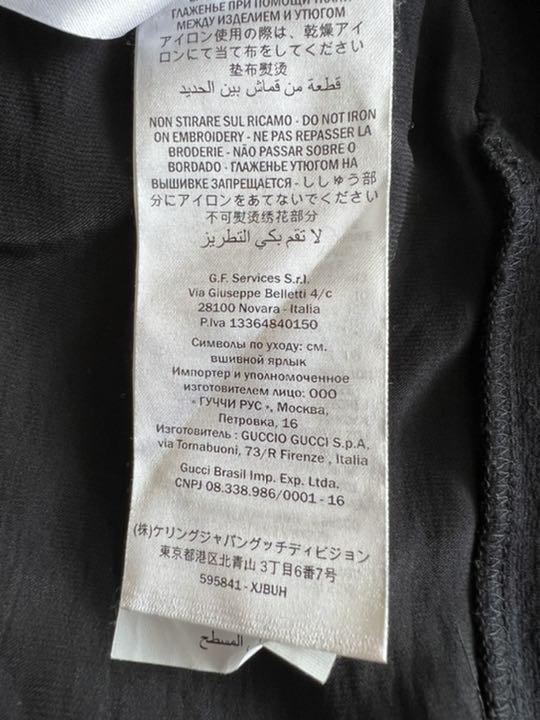 ГЛАЖЕНЬЕ ПРИ ПОМОЩИ ТКАНИ
МЕЖДУ ИЗДЕЛИЕМ И УТЮГОМ
アイロン使用の際は、乾燥アイ
ロンにて当て布をしてください
垫布熨烫
قطعة من قماش بين الحديد
NON STIRARE SUL RICAMO - DO NOT IRON
ON EMBROIDERY - NE PAS REPASSER LA
BRODERIE - NÃO PASSAR SOBRE O
BORDADO - ГЛАЖЕНЬЕ УТЮГОМ НА
ВЫШИВКЕ ЗАПРЕЩАЕТСЯ - ししゅう部
分にアイロンをあてないでください
不可熨烫绣花部分
لا تقم بكي التطريز
G.F. Services S.r.l.
Via Giuseppe Belletti 4/c
28100 Novara - Italia
P.Iva 13364840150
Символы по уходу: см.
вшивной ярлык
Импортер и уполномоченное
изготовителем лицо: ООО
« ГУЧЧИ РУС », Москва,
Петровка, 16
Изготовитель : GUCCIO GUCCI S.p.A.
via Tornabuoni, 73/R Firenze , Italia
Gucci Brasil Imp. Exp. Ltda.
CNPJ 08.338.986/0001 - 16
(株)ケリングジャパングッチディビジョン
東京都港区北青山 3丁目6番7号
595841 - XJBUH
المسطح